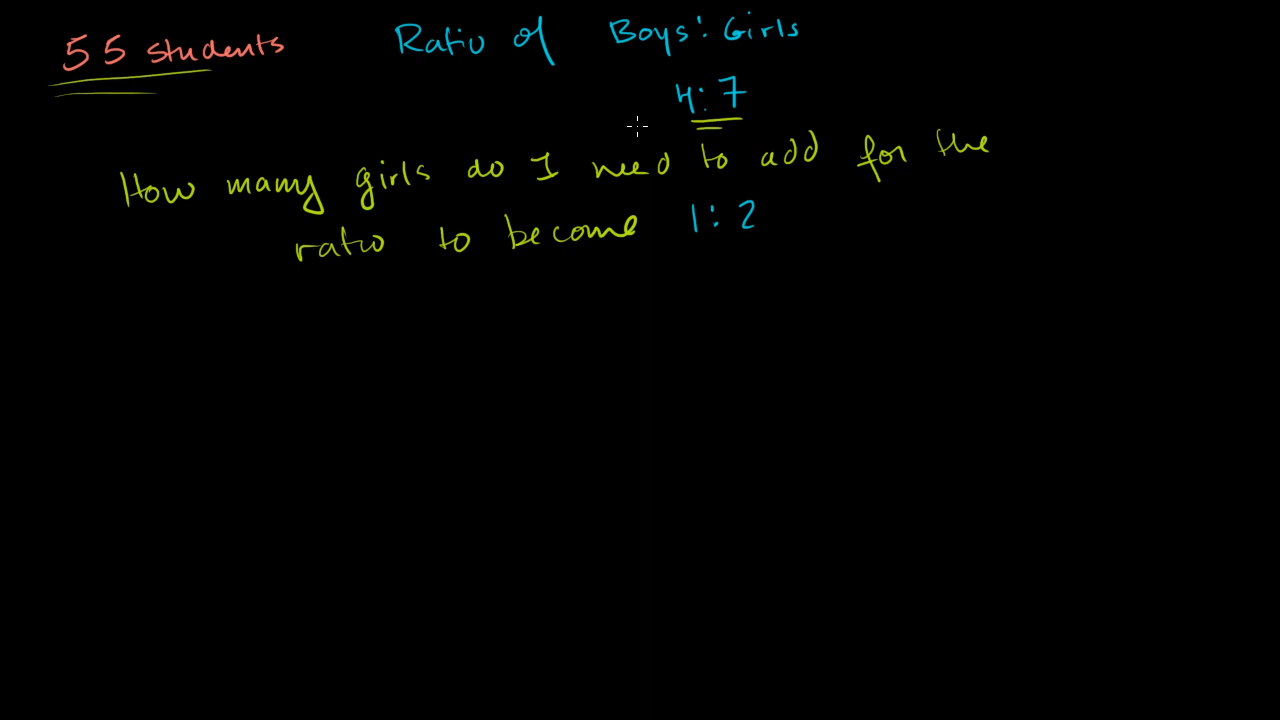 55 students Ratio of Boys: Girls
4:7
How many girls do I need to add for the
ratio to become 1:2